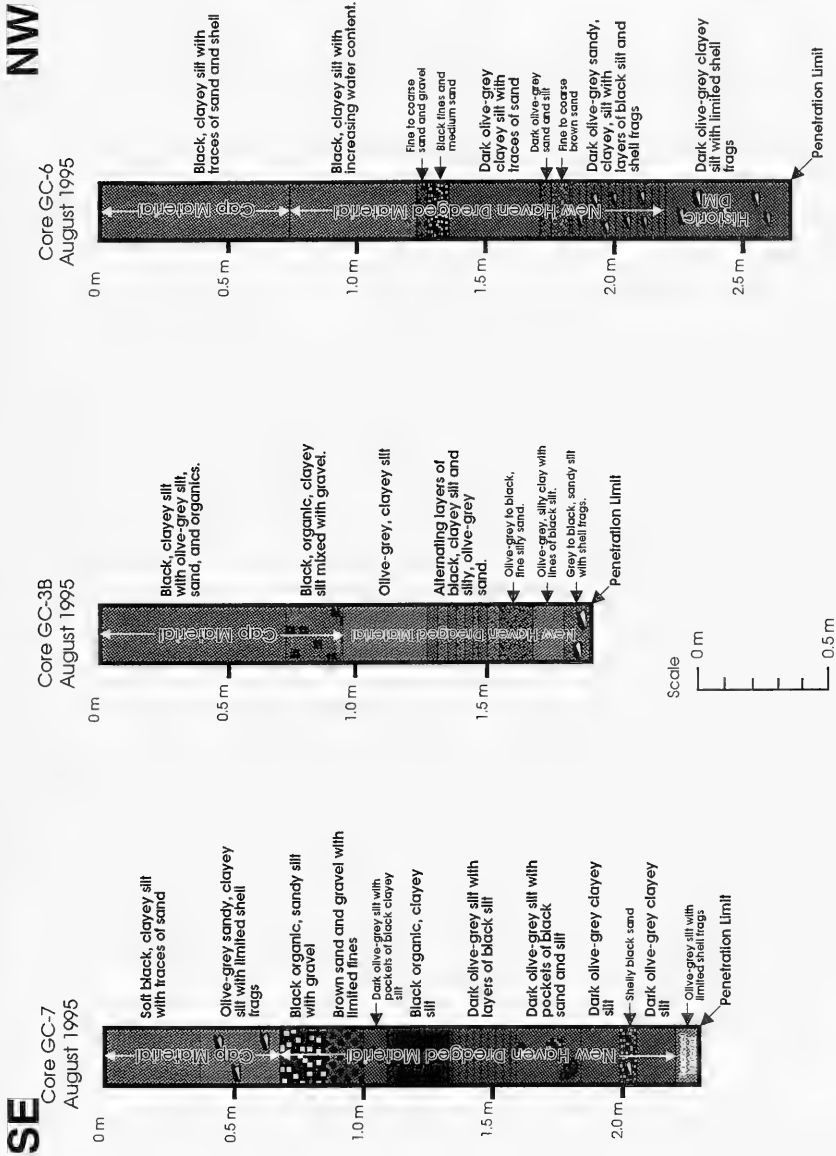 SE
Core GC-7
August 1995
0 m
0.5 m
1.0 m
1.5 m
2.0 m
Cap Material
New Haven Dredged Material
Soft black, clayey silt
with traces of sand
Olive-grey sandy, clayey
silt with limited shell
frags
Black organic, sandy silt
with gravel
Brown sand and gravel with
limited fines
Dark olive-grey silt with
pockets of black clayey
silt
Black organic, clayey
silt
Dark olive-grey silt with
layers of black silt
Dark olive-grey silt with
pockets of black
sand and silt
Dark olive-grey clayey
silt
Shelly black sand
Dark olive-grey clayey
silt
Olive-grey silt with
limited shell frags
Penetration Limit
Core GC-3B
August 1995
0 m
0.5 m
1.0 m
1.5 m
Cap Material
New Haven Dredged Material
Black, clayey silt
with olive-grey silt,
sand, and organics.
Black, organic, clayey
silt mixed with gravel.
Olive-grey, clayey silt
Alternating layers of
black, clayey silt and
silty, olive-grey
sand.
Olive-grey to black,
fine silty sand.
Olive-grey, silty clay with
lines of black silt.
Grey to black, sandy silt
with shell frags.
Penetration Limit
Scale
0 m
0.5 m
NW
Core GC-6
August 1995
0 m
0.5 m
1.0 m
1.5 m
2.0 m
2.5 m
Cap Material
New Haven Dredged Material
Historic
DM
Black, clayey silt with
traces of sand and shell
Black, clayey silt with
increasing water content.
Fine to coarse
sand and gravel
Black fines and
medium sand
Dark olive-grey
clayey silt with
traces of sand
Dark olive-grey
sand and silt
Fine to coarse
brown sand
Dark olive-grey sandy,
clayey, silt with
layers of black silt and
shell frags
Dark olive-grey clayey
silt with limited shell
frags
Penetration Limit